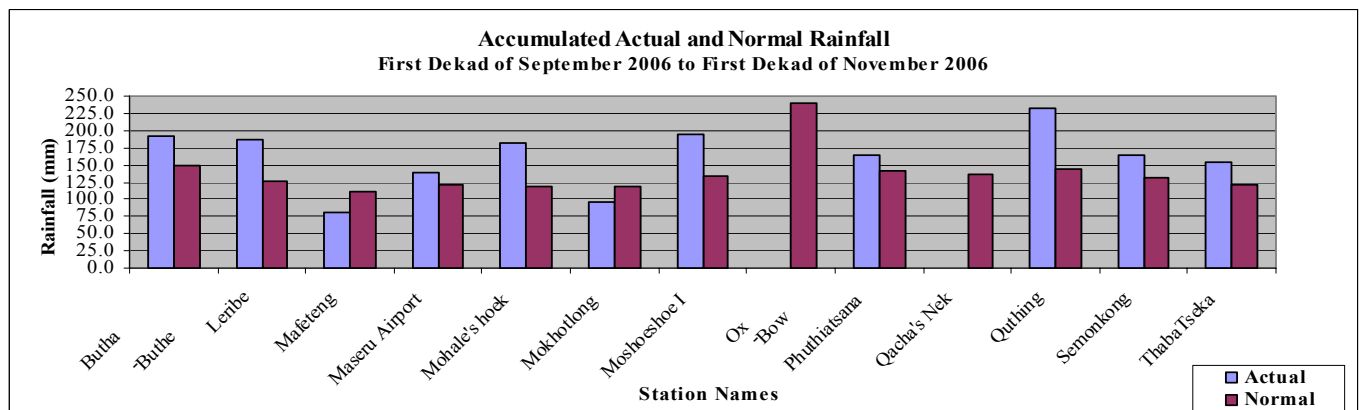 Accumulated Actual and Normal Rainfall
First Dekad of September 2006 to First Dekad of November 2006
Rainfall (mm)
250.0
225.0
200.0
175.0
150.0
125.0
100.0
75.0
50.0
25.0
0.0
Butha
-Buthe
Leribe
Mafeteng
Maseru Airport
Mohale's hoek
Mokhotlong
Moshoeshoe I
Ox
-Bow
Phuthiatsana
Qacha's Nek
Quthing
Semonkong
ThabaTseka
Station Names
Actual
Normal